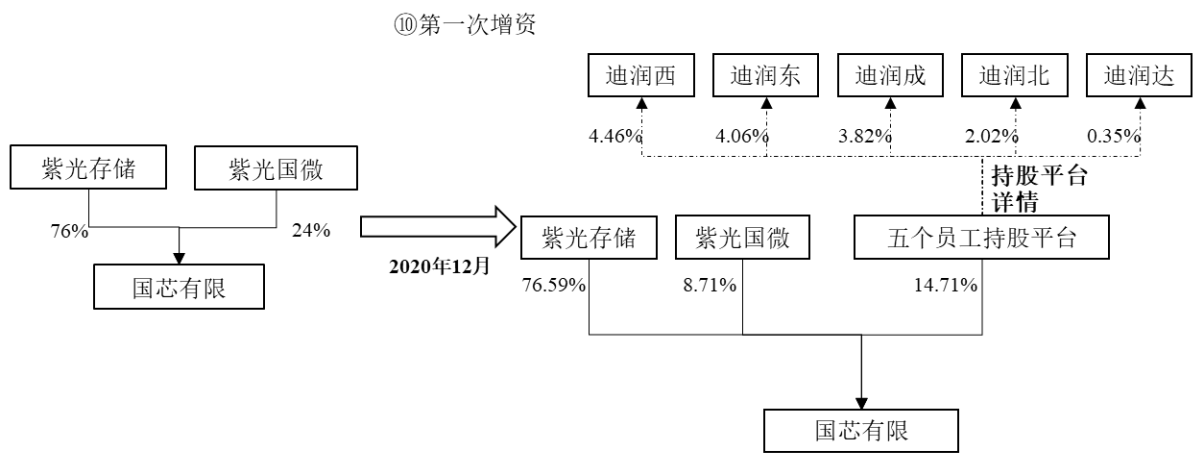 ⑩第一次增资
迪润西
迪润东
迪润成
迪润北
迪润达
4.46%
4.06%
3.82%
2.02%
0.35%
紫光存储
紫光国微
持股平台
详情
76%
24%
紫光存储
紫光国微
五个员工持股平台
2020年12月
国芯有限
76.59%
8.71%
14.71%
国芯有限